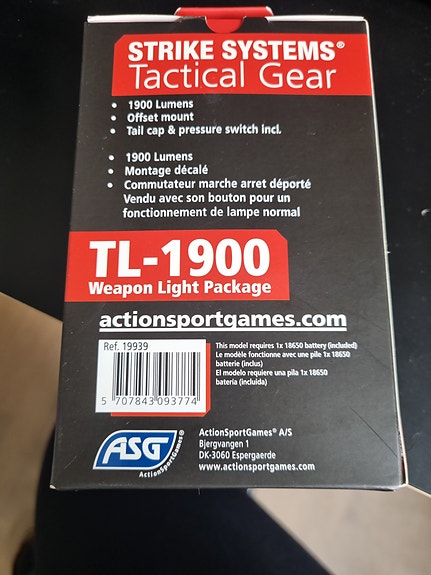 STRIKE SYSTEMS®
Tactical Gear
• 1900 Lumens
• Offset mount
• Tail cap & pressure switch incl.
• 1900 Lumens
• Montage décalé
• Commutateur marche arret déporté
Vendu avec son bouton pour un
fonctionement de lampe normal
TL-1900
Weapon Light Package
actionsportgames.com
Ref. 19939
5 707843 093774
This model requires 1x 18650 battery (included)
Le modèle fonctionne avec une pile 1x 18650
batterie (inclus)
El modelo requiere una pila 1x 18650
batería (incluida)
ASG
ActionSportGames®
ActionSportGames® A/S
Bjergvangen 1
DK-3060 Espergaerde
www.actionsportgames.com